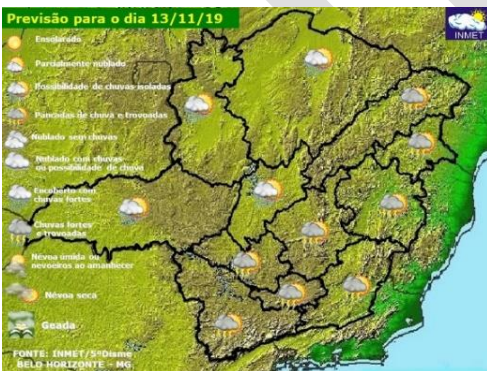 Previsão para o dia 13/11/19
INMET
Ensolarado
Parcialmente nublado
Possibilidade de chuvas isoladas
Pancadas de chuva e trovoadas
Nublado sem chuvas
Nublado com chuvas
ou possibilidade de chuva
Encoberto com
chuvas fortes
Chuvas fortes
e trovoadas
Névoa úmida ou
nevoeiros ao amanhecer
Névoa seca
Geada
FONTE: INMET/5ºDisme
BELO HORIZONTE - MG